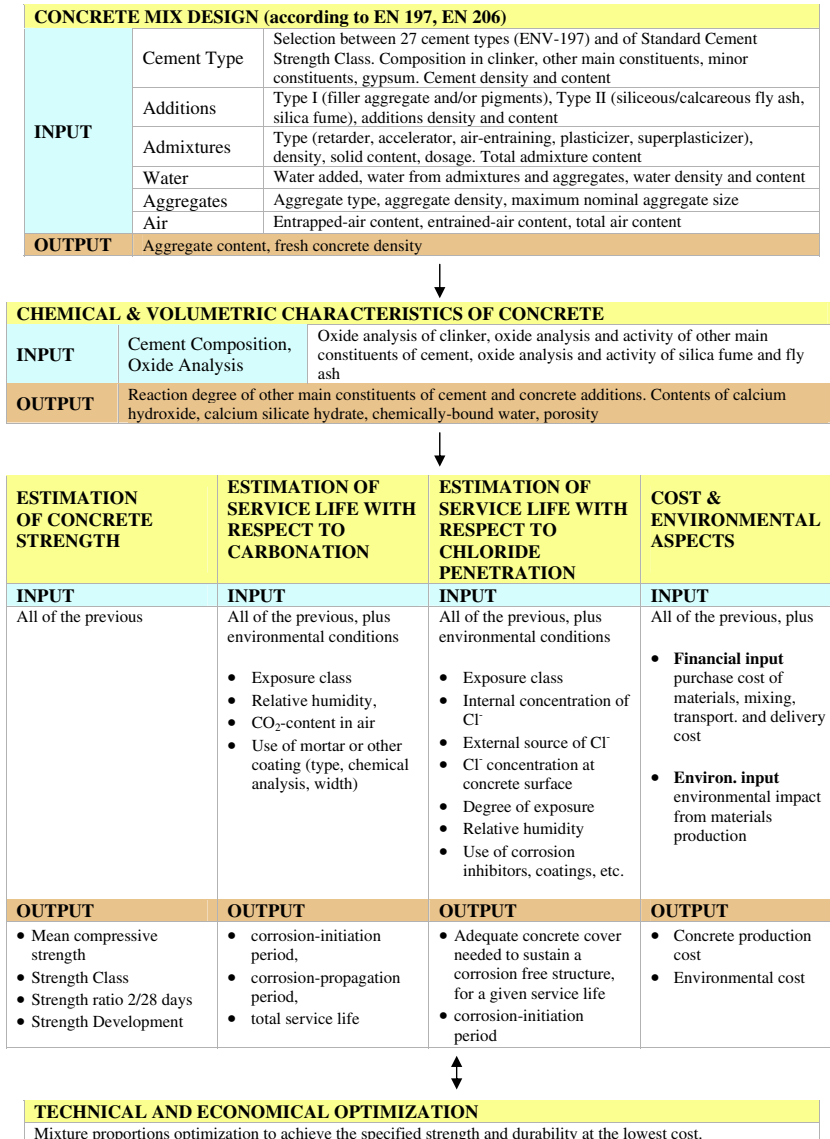 CONCRETE MIX DESIGN (according to EN 197, EN 206)
INPUT
Cement Type
Selection between 27 cement types (ENV-197) and of Standard Cement
Strength Class. Composition in clinker, other main constituents, minor
constituents, gypsum. Cement density and content
Additions
Type I (filler aggregate and/or pigments), Type II (siliceous/calcareous fly ash,
silica fume), additions density and content
Admixtures
Type (retarder, accelerator, air-entraining, plasticizer, superplasticizer),
density, solid content, dosage. Total admixture content
Water
Water added, water from admixtures and aggregates, water density and content
Aggregates
Aggregate type, aggregate density, maximum nominal aggregate size
Air
Entrapped-air content, entrained-air content, total air content
OUTPUT
Aggregate content, fresh concrete density
CHEMICAL & VOLUMETRIC CHARACTERISTICS OF CONCRETE
INPUT
Cement Composition,
Oxide Analysis
Oxide analysis of clinker, oxide analysis and activity of other main
constituents of cement, oxide analysis and activity of silica fume and fly
ash
OUTPUT
Reaction degree of other main constituents of cement and concrete additions. Contents of calcium
hydroxide, calcium silicate hydrate, chemically-bound water, porosity
ESTIMATION
OF CONCRETE
STRENGTH
INPUT
All of the previous
OUTPUT
• Mean compressive
strength
• Strength Class
• Strength ratio 2/28 days
• Strength Development
ESTIMATION OF
SERVICE LIFE WITH
RESPECT TO
CARBONATION
INPUT
All of the previous, plus
environmental conditions
• Exposure class
• Relative humidity,
• CO₂-content in air
• Use of mortar or other
coating (type, chemical
analysis, width)
OUTPUT
• corrosion-initiation
period,
• corrosion-propagation
period,
• total service life
ESTIMATION OF
SERVICE LIFE WITH
RESPECT TO
CHLORIDE
PENETRATION
INPUT
All of the previous, plus
environmental conditions
• Exposure class
• Internal concentration of
Cl⁻
• External source of Cl⁻
• Cl⁻ concentration at
concrete surface
• Degree of exposure
• Relative humidity
• Use of corrosion
inhibitors, coatings, etc.
OUTPUT
• Adequate concrete cover
needed to sustain a
corrosion free structure,
for a given service life
• corrosion-initiation
period
COST &
ENVIRONMENTAL
ASPECTS
INPUT
All of the previous, plus
• Financial input
purchase cost of
materials, mixing,
transport. and delivery
cost
• Environ. input
environmental impact
from materials
production
OUTPUT
• Concrete production
cost
• Environmental cost
TECHNICAL AND ECONOMICAL OPTIMIZATION
Mixture proportions optimization to achieve the specified strength and durability at the lowest cost.